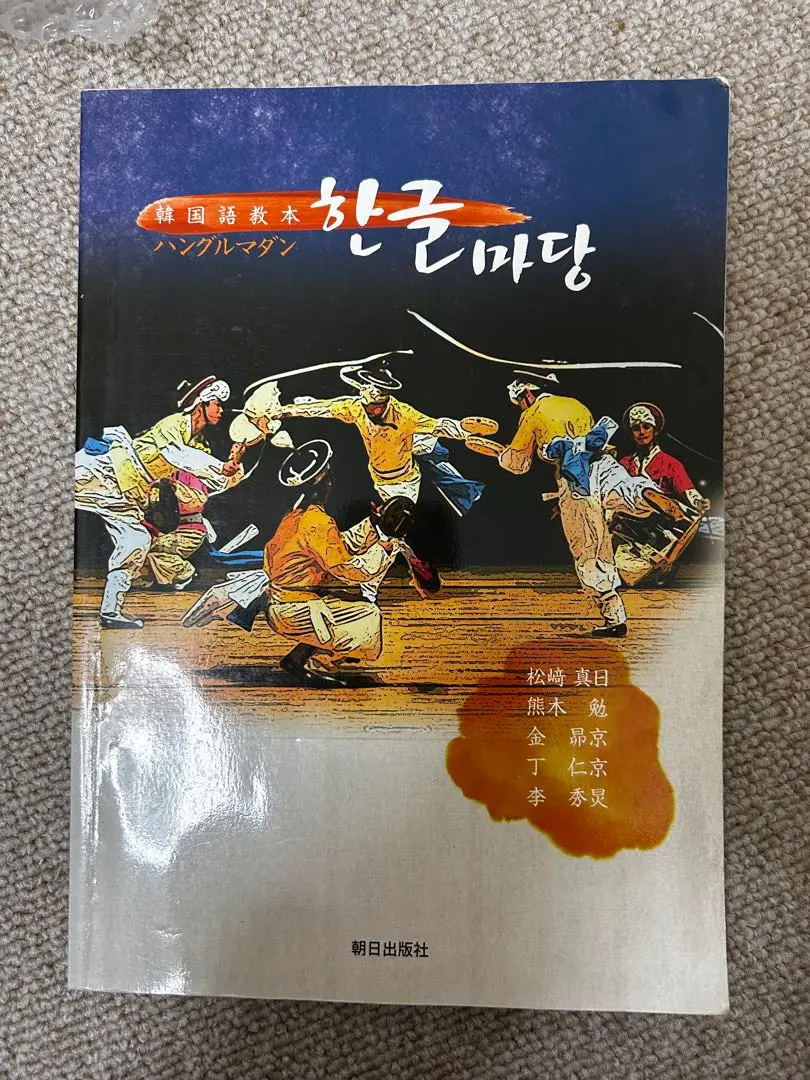 韓国語教本 한글마당
ハングルマダン
松﨑 真日
熊木 勉
金 昴京
丁 仁京
李 秀炅
朝日出版社